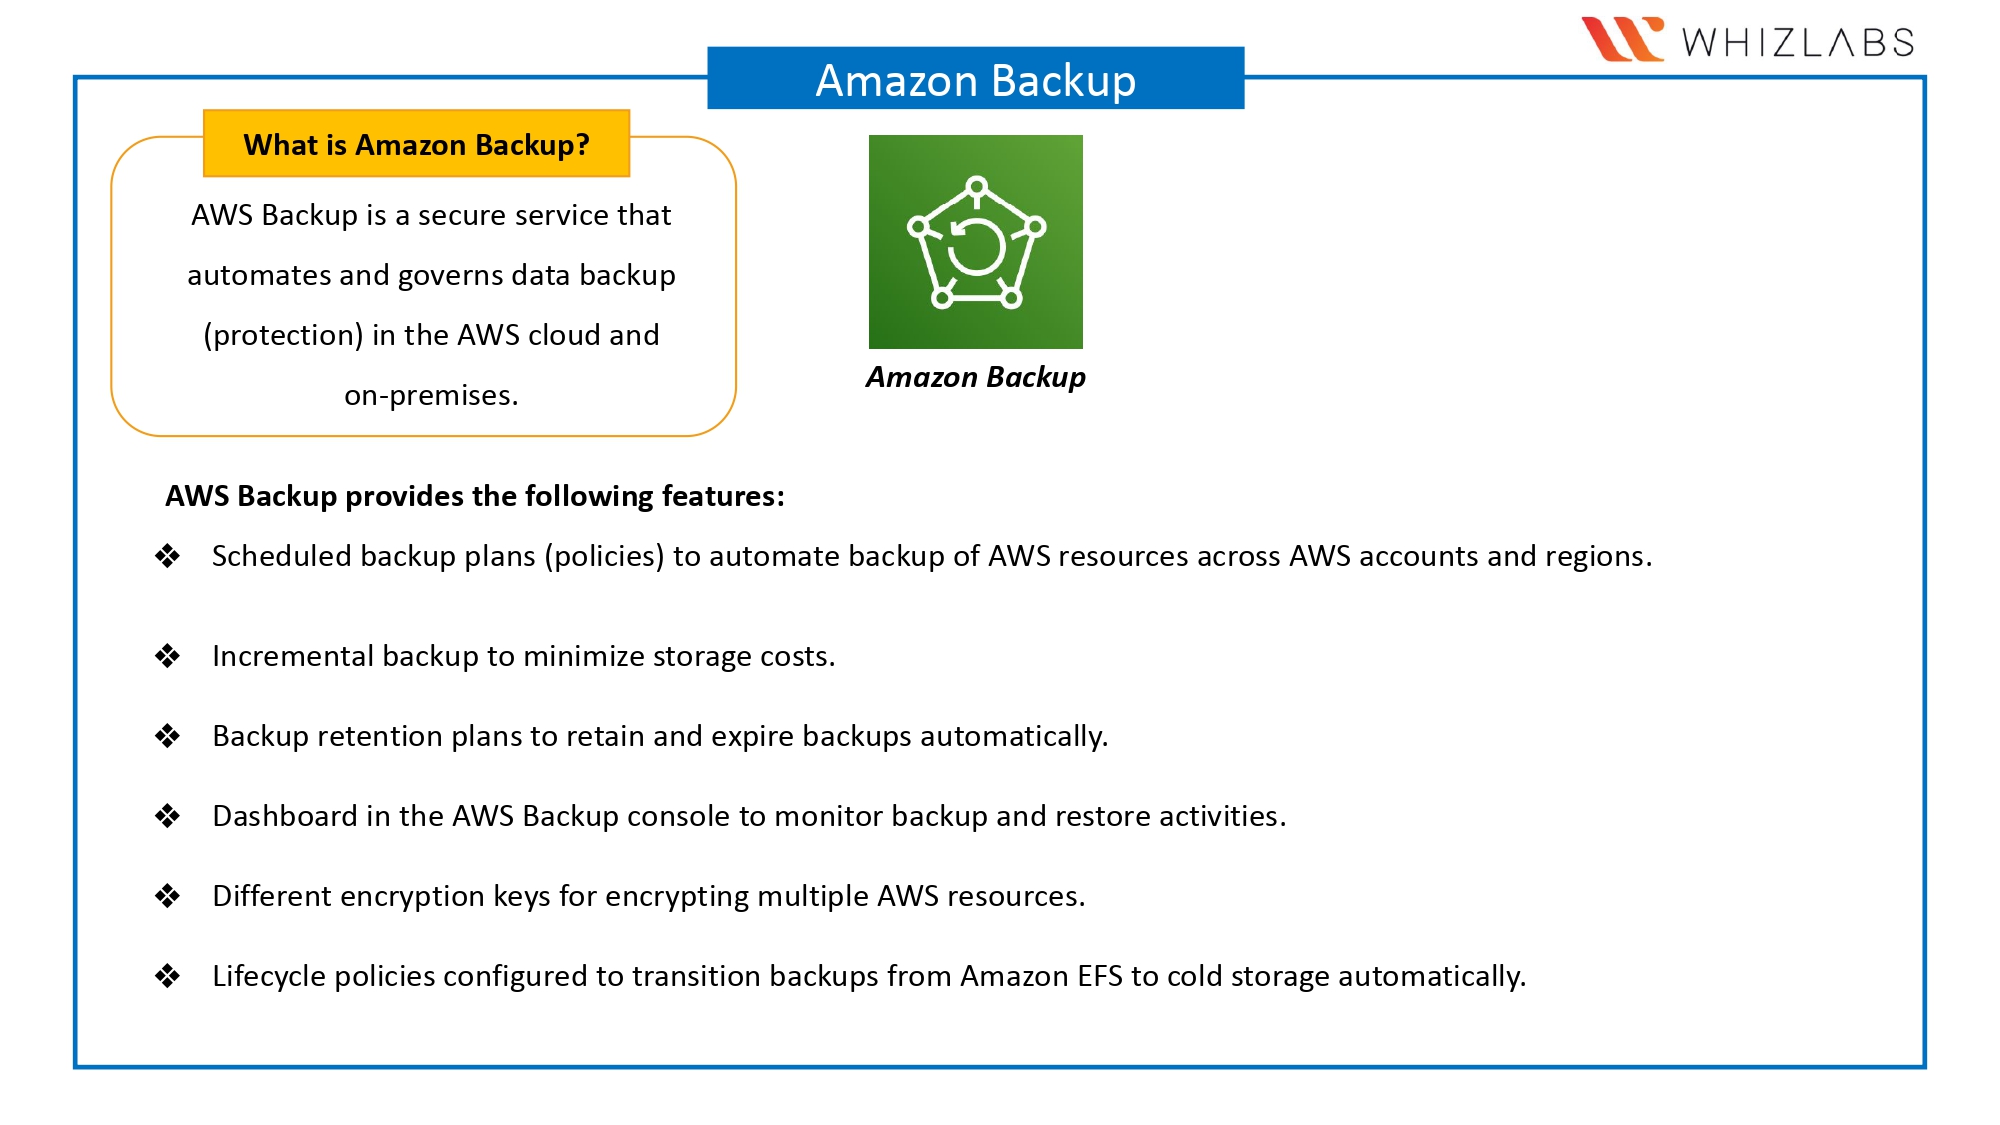 WHIZLABS
Amazon Backup
What is Amazon Backup?
AWS Backup is a secure service that
automates and governs data backup
(protection) in the AWS cloud and
on-premises.
Amazon Backup
AWS Backup provides the following features:
❖ Scheduled backup plans (policies) to automate backup of AWS resources across AWS accounts and regions.
❖ Incremental backup to minimize storage costs.
❖ Backup retention plans to retain and expire backups automatically.
❖ Dashboard in the AWS Backup console to monitor backup and restore activities.
❖ Different encryption keys for encrypting multiple AWS resources.
❖ Lifecycle policies configured to transition backups from Amazon EFS to cold storage automatically.